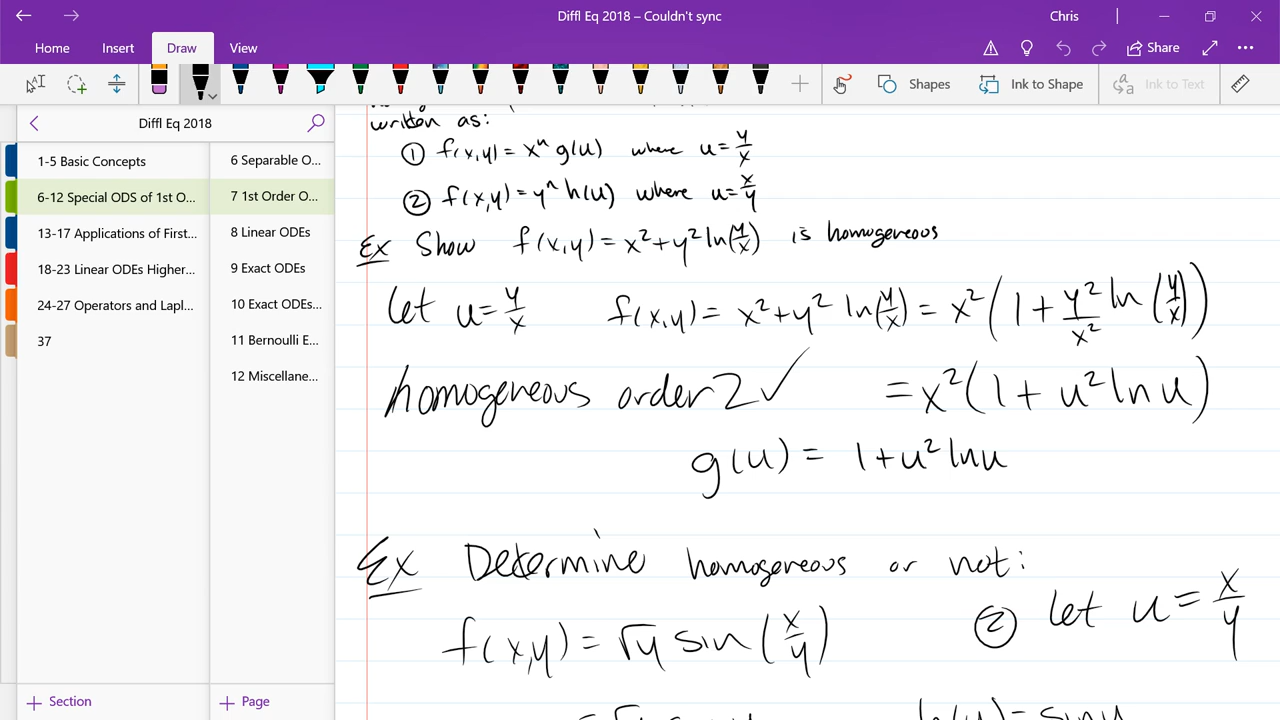 Diffl Eq 2018 – Couldn't sync
Chris
Home Insert Draw View
Share
Shapes Ink to Shape Ink to Text
Diffl Eq 2018
1-5 Basic Concepts
6-12 Special ODS of 1st O...
13-17 Applications of First...
18-23 Linear ODEs Higher...
24-27 Operators and Lapl...
37
6 Separable O...
7 1st Order O...
8 Linear ODEs
9 Exact ODEs
10 Exact ODEs...
11 Bernoulli E...
12 Miscellane...
+ Section
+ Page
written as:
① f(x,y) = xⁿ g(u) where u = y/x
② f(x,y) = yⁿ h(u) where u = x/y
Ex Show f(x,y) = x² + y² ln(y/x) is homogeneous
let u = y/x f(x,y) = x² + y² ln(y/x) = x²(1 + y²/x² ln(y/x))
homogeneous order 2 ✓ = x²(1 + u² ln u)
g(u) = 1 + u² ln u
Ex Determine homogeneous or not:
f(x,y) = √y sin(x/y) ② let u = x/y